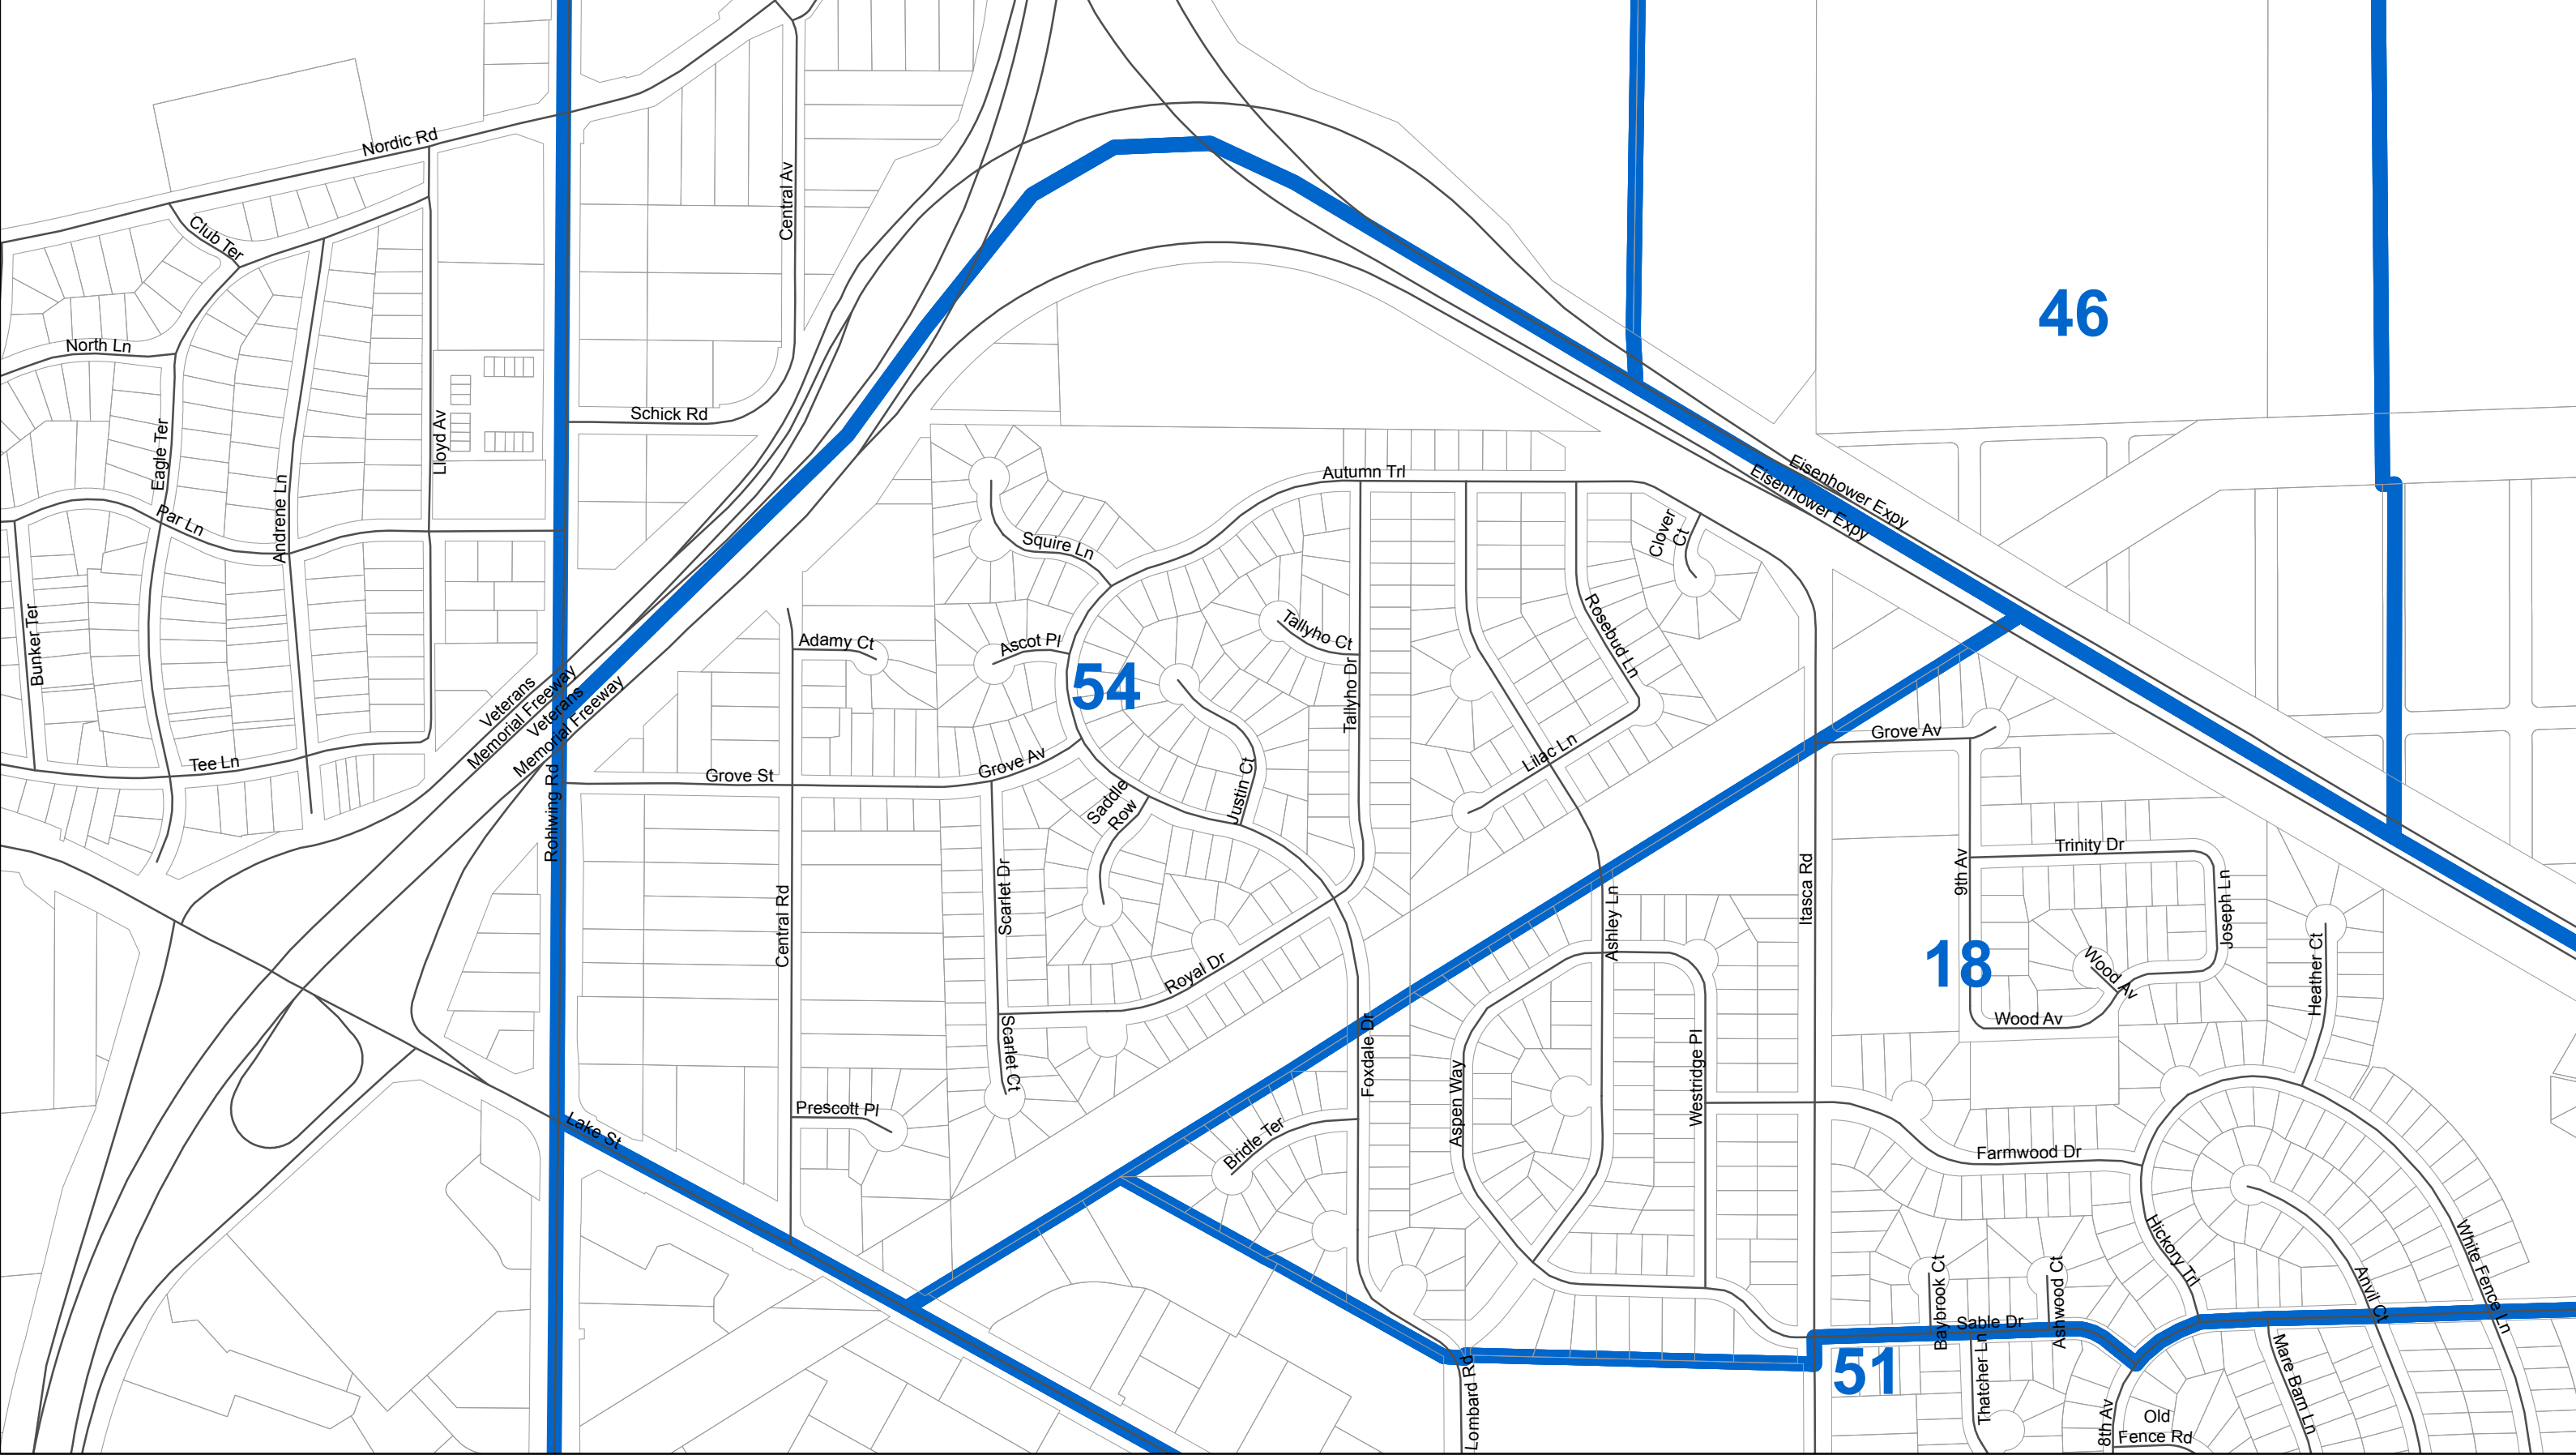 Nordic Rd
Central Av
Club Ter
46
North Ln
Schick Rd
Lloyd Av
Eagle Ter
Autumn Trl
Eisenhower Expy
Eisenhower Expy
Par Ln
Andrene Ln
Squire Ln
Clover
Ct
Bunker Ter
Adamy Ct
Ascot Pl
Tallyho Ct
Rosebud Ln
54
Tallyho Dr
Veterans
Memorial Freeway
Veterans
Memorial Freeway
Tee Ln
Grove St
Grove Av
Lilac Ln
Grove Av
Rohlwing Rd
Saddle
Row
Justin Ct
Trinity Dr
9th Av
Itasca Rd
Central Rd
Scarlet Dr
Ashley Ln
Joseph Ln
18
Wood Av
Heather Ct
Royal Dr
Wood Av
Scarlet Ct
Foxdale Dr
Aspen Way
Westridge Pl
Prescott Pl
Lake St
Bridle Ter
Farmwood Dr
Hickory Trl
White Fence Ln
Baybrook Ct
Ashwood Ct
Anvil Ct
Sable Dr
51
Thatcher Ln
Mare Barn Ln
Lombard Rd
8th Av
Old
Fence Rd